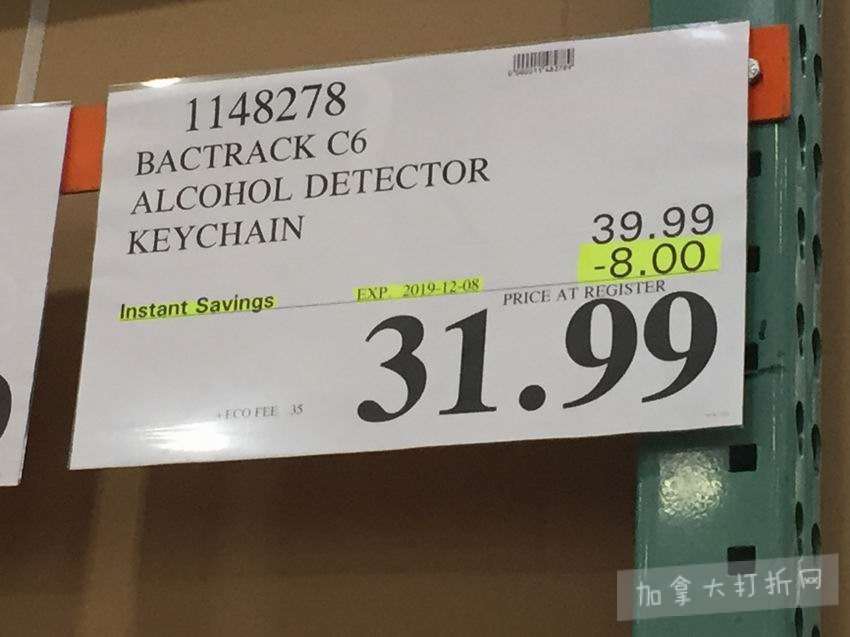 1148278
BACTRACK C6
ALCOHOL DETECTOR
KEYCHAIN
39.99
-8.00
Instant Savings EXP. 2019-12-08 PRICE AT REGISTER
31.99
+ECO FEE 35
加拿大打折网